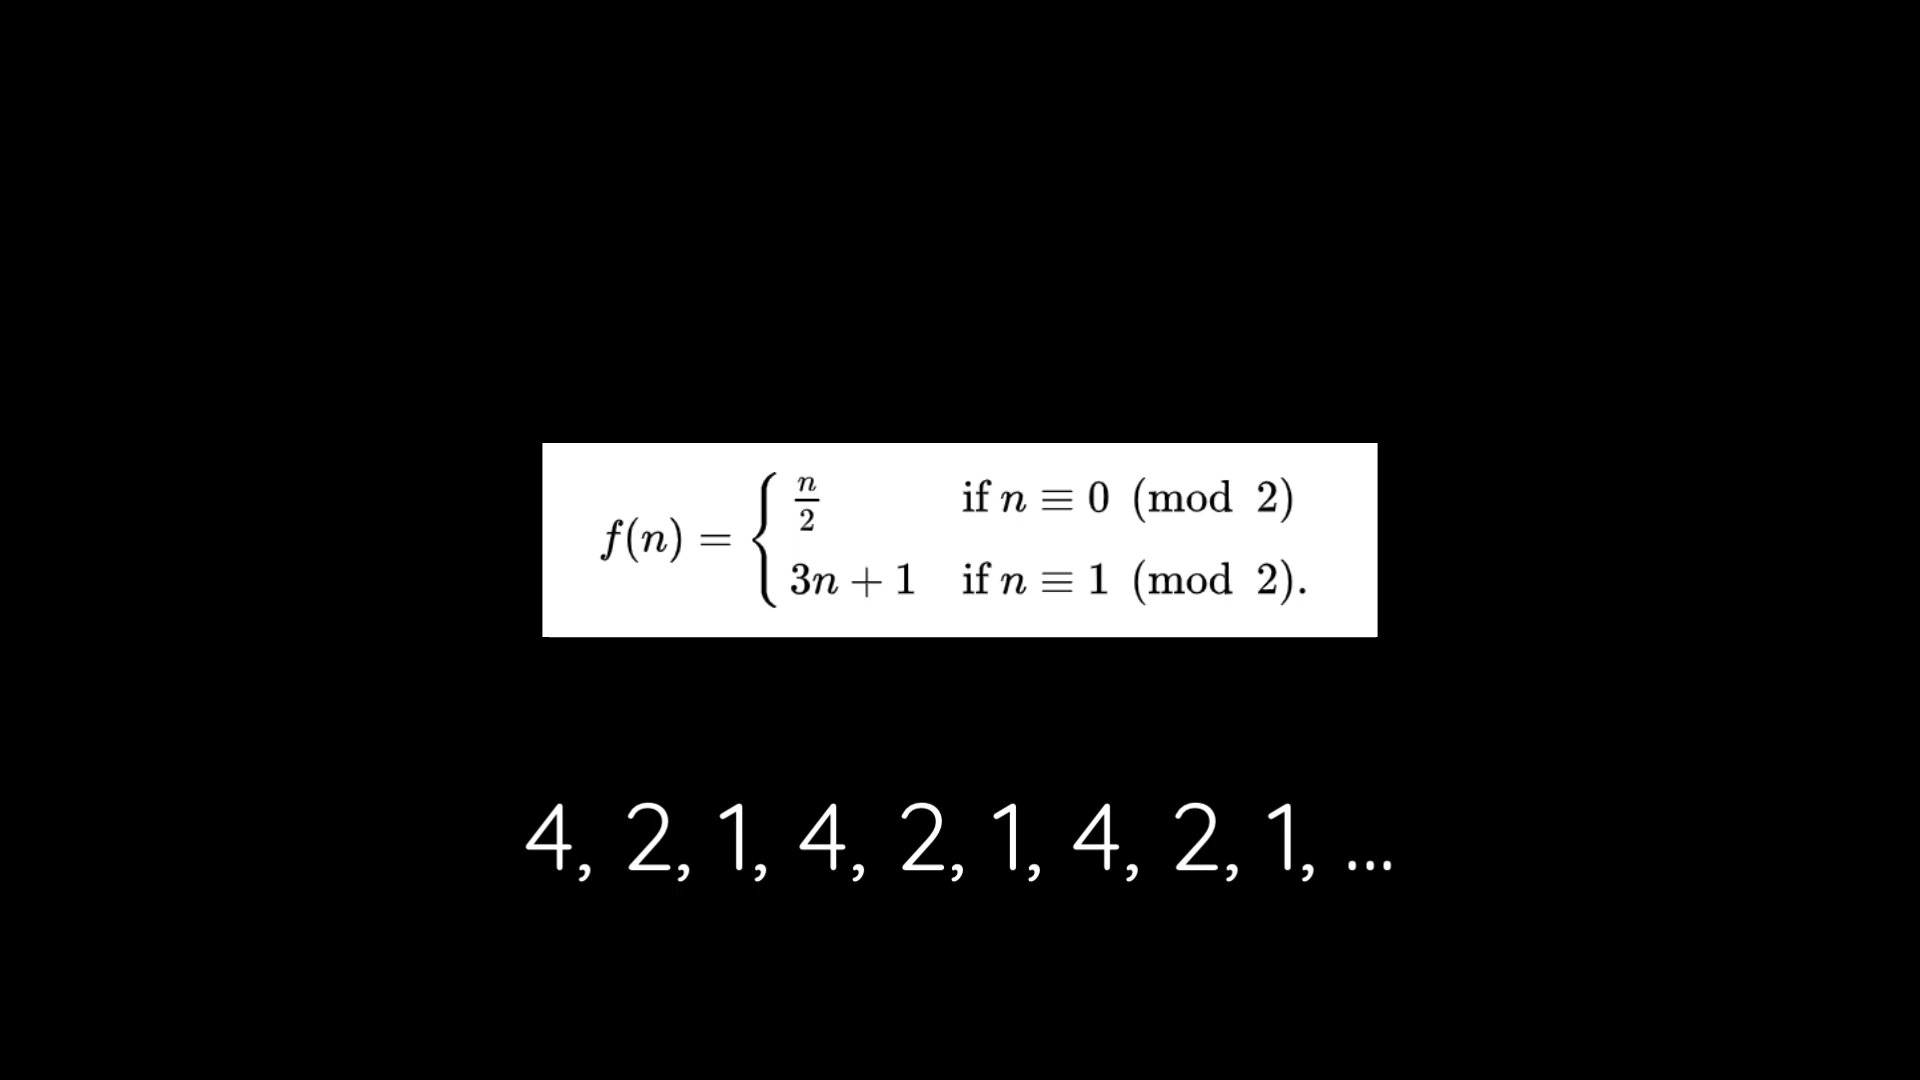 f(n) = { n/2 if n ≡ 0 (mod 2)
3n + 1 if n ≡ 1 (mod 2).
4, 2, 1, 4, 2, 1, 4, 2, 1, ...